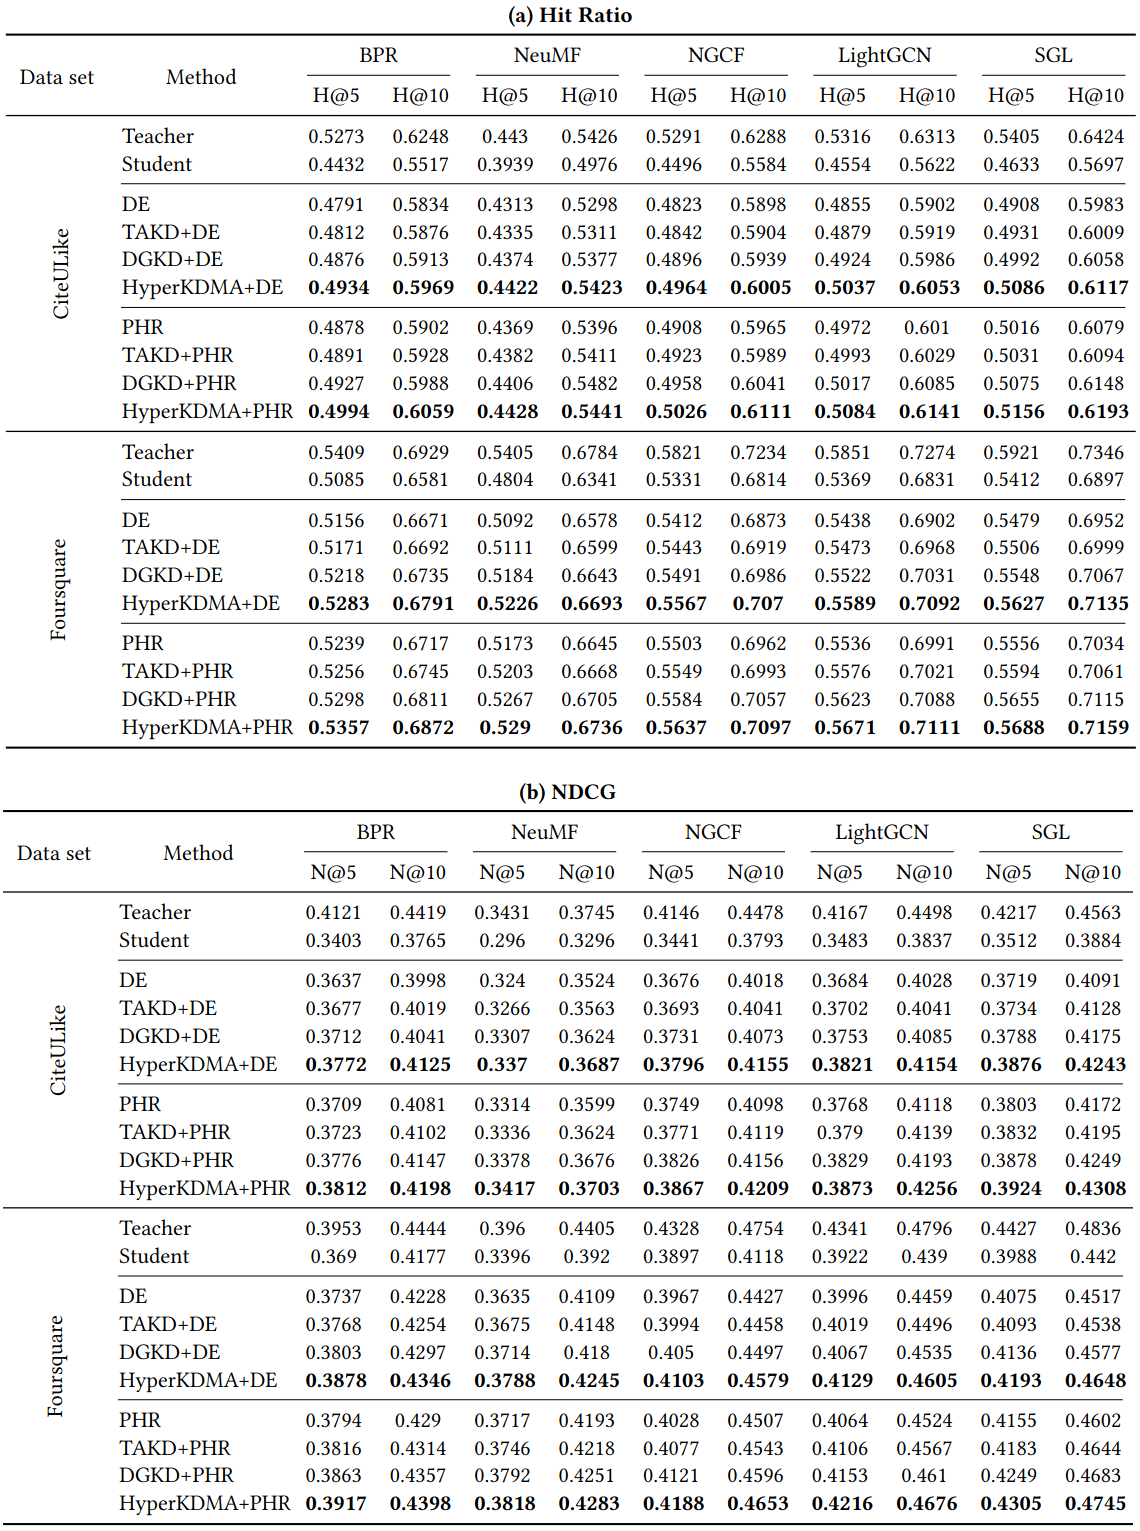 (a) Hit Ratio
Data set Method BPR NeuMF NGCF LightGCN SGL
H@5 H@10 H@5 H@10 H@5 H@10 H@5 H@10 H@5 H@10
CiteULike
Teacher 0.5273 0.6248 0.443 0.5426 0.5291 0.6288 0.5316 0.6313 0.5405 0.6424
Student 0.4432 0.5517 0.3939 0.4976 0.4496 0.5584 0.4554 0.5622 0.4633 0.5697
DE 0.4791 0.5834 0.4313 0.5298 0.4823 0.5898 0.4855 0.5902 0.4908 0.5983
TAKD+DE 0.4812 0.5876 0.4335 0.5311 0.4842 0.5904 0.4879 0.5919 0.4931 0.6009
DGKD+DE 0.4876 0.5913 0.4374 0.5377 0.4896 0.5939 0.4924 0.5986 0.4992 0.6058
HyperKDMA+DE 0.4934 0.5969 0.4422 0.5423 0.4964 0.6005 0.5037 0.6053 0.5086 0.6117
PHR 0.4878 0.5902 0.4369 0.5396 0.4908 0.5965 0.4972 0.601 0.5016 0.6079
TAKD+PHR 0.4891 0.5928 0.4382 0.5411 0.4923 0.5989 0.4993 0.6029 0.5031 0.6094
DGKD+PHR 0.4927 0.5988 0.4406 0.5482 0.4958 0.6041 0.5017 0.6085 0.5075 0.6148
HyperKDMA+PHR 0.4994 0.6059 0.4428 0.5441 0.5026 0.6111 0.5084 0.6141 0.5156 0.6193
Foursquare
Teacher 0.5409 0.6929 0.5405 0.6784 0.5821 0.7234 0.5851 0.7274 0.5921 0.7346
Student 0.5085 0.6581 0.4804 0.6341 0.5331 0.6814 0.5369 0.6831 0.5412 0.6897
DE 0.5156 0.6671 0.5092 0.6578 0.5412 0.6873 0.5438 0.6902 0.5479 0.6952
TAKD+DE 0.5171 0.6692 0.5111 0.6599 0.5443 0.6919 0.5473 0.6968 0.5506 0.6999
DGKD+DE 0.5218 0.6735 0.5184 0.6643 0.5491 0.6986 0.5522 0.7031 0.5548 0.7067
HyperKDMA+DE 0.5283 0.6791 0.5226 0.6693 0.5567 0.707 0.5589 0.7092 0.5627 0.7135
PHR 0.5239 0.6717 0.5173 0.6645 0.5503 0.6962 0.5536 0.6991 0.5556 0.7034
TAKD+PHR 0.5256 0.6745 0.5203 0.6668 0.5549 0.6993 0.5576 0.7021 0.5594 0.7061
DGKD+PHR 0.5298 0.6811 0.5267 0.6705 0.5584 0.7057 0.5623 0.7088 0.5655 0.7115
HyperKDMA+PHR 0.5357 0.6872 0.529 0.6736 0.5637 0.7097 0.5671 0.7111 0.5688 0.7159
(b) NDCG
Data set Method BPR NeuMF NGCF LightGCN SGL
N@5 N@10 N@5 N@10 N@5 N@10 N@5 N@10 N@5 N@10
CiteULike
Teacher 0.4121 0.4419 0.3431 0.3745 0.4146 0.4478 0.4167 0.4498 0.4217 0.4563
Student 0.3403 0.3765 0.296 0.3296 0.3441 0.3793 0.3483 0.3837 0.3512 0.3884
DE 0.3637 0.3998 0.324 0.3524 0.3676 0.4018 0.3684 0.4028 0.3719 0.4091
TAKD+DE 0.3677 0.4019 0.3266 0.3563 0.3693 0.4041 0.3702 0.4041 0.3734 0.4128
DGKD+DE 0.3712 0.4041 0.3307 0.3624 0.3731 0.4073 0.3753 0.4085 0.3788 0.4175
HyperKDMA+DE 0.3772 0.4125 0.337 0.3687 0.3796 0.4155 0.3821 0.4154 0.3876 0.4243
PHR 0.3709 0.4081 0.3314 0.3599 0.3749 0.4098 0.3768 0.4118 0.3803 0.4172
TAKD+PHR 0.3723 0.4102 0.3336 0.3624 0.3771 0.4119 0.379 0.4139 0.3832 0.4195
DGKD+PHR 0.3776 0.4147 0.3378 0.3676 0.3826 0.4156 0.3829 0.4193 0.3878 0.4249
HyperKDMA+PHR 0.3812 0.4198 0.3417 0.3703 0.3867 0.4209 0.3873 0.4256 0.3924 0.4308
Foursquare
Teacher 0.3953 0.4444 0.396 0.4405 0.4328 0.4754 0.4341 0.4796 0.4427 0.4836
Student 0.369 0.4177 0.3396 0.392 0.3897 0.4118 0.3922 0.439 0.3988 0.442
DE 0.3737 0.4228 0.3635 0.4109 0.3967 0.4427 0.3996 0.4459 0.4075 0.4517
TAKD+DE 0.3768 0.4254 0.3675 0.4148 0.3994 0.4458 0.4019 0.4496 0.4093 0.4538
DGKD+DE 0.3803 0.4297 0.3714 0.418 0.405 0.4497 0.4067 0.4535 0.4136 0.4577
HyperKDMA+DE 0.3878 0.4346 0.3788 0.4245 0.4103 0.4579 0.4129 0.4605 0.4193 0.4648
PHR 0.3794 0.429 0.3717 0.4193 0.4028 0.4507 0.4064 0.4524 0.4155 0.4602
TAKD+PHR 0.3816 0.4314 0.3746 0.4218 0.4077 0.4543 0.4106 0.4567 0.4183 0.4644
DGKD+PHR 0.3863 0.4357 0.3792 0.4251 0.4121 0.4596 0.4153 0.461 0.4249 0.4683
HyperKDMA+PHR 0.3917 0.4398 0.3818 0.4283 0.4188 0.4653 0.4216 0.4676 0.4305 0.4745